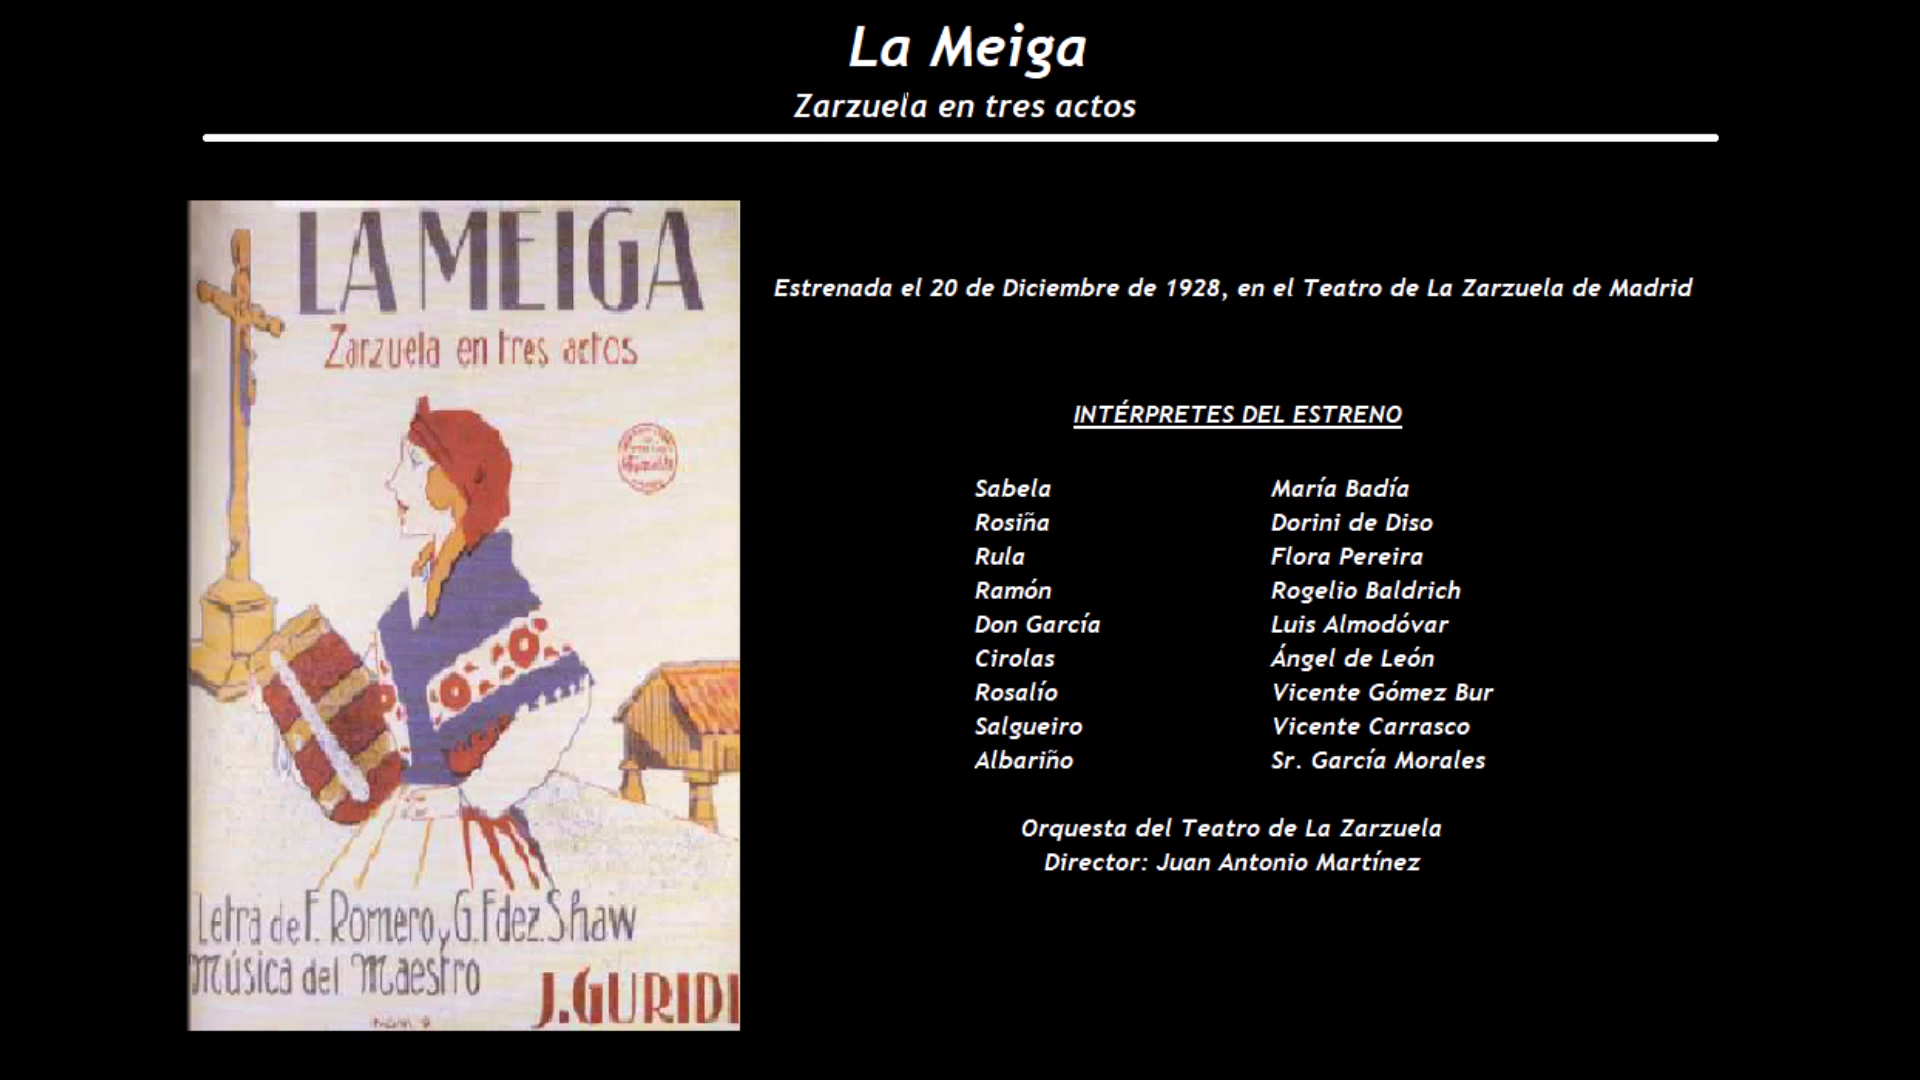 La Meiga
Zarzuela en tres actos
LA MEIGA
Zarzuela en tres actos
Letra de F. Romero y G. Fdez. Shaw
Música del Maestro
J. GURIDI
Estrenada el 20 de Diciembre de 1928, en el Teatro de La Zarzuela de Madrid
INTÉRPRETES DEL ESTRENO
Sabela María Badía
Rosiña Dorini de Diso
Rula Flora Pereira
Ramón Rogelio Baldrich
Don García Luis Almodóvar
Cirolas Ángel de León
Rosalío Vicente Gómez Bur
Salgueiro Vicente Carrasco
Albariño Sr. García Morales
Orquesta del Teatro de La Zarzuela
Director: Juan Antonio Martínez